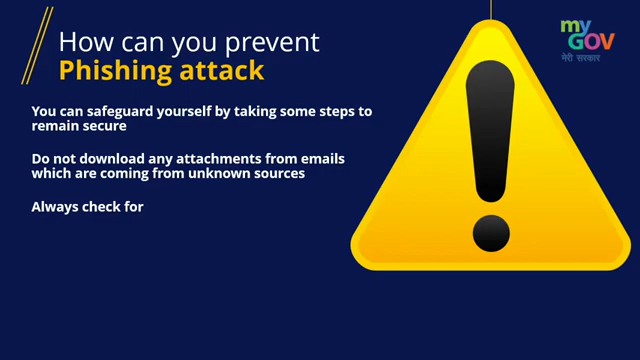 How can you prevent
Phishing attack
You can safeguard yourself by taking some steps to
remain secure
Do not download any attachments from emails
which are coming from unknown sources
Always check for
my
GOV
मेरी सरकार